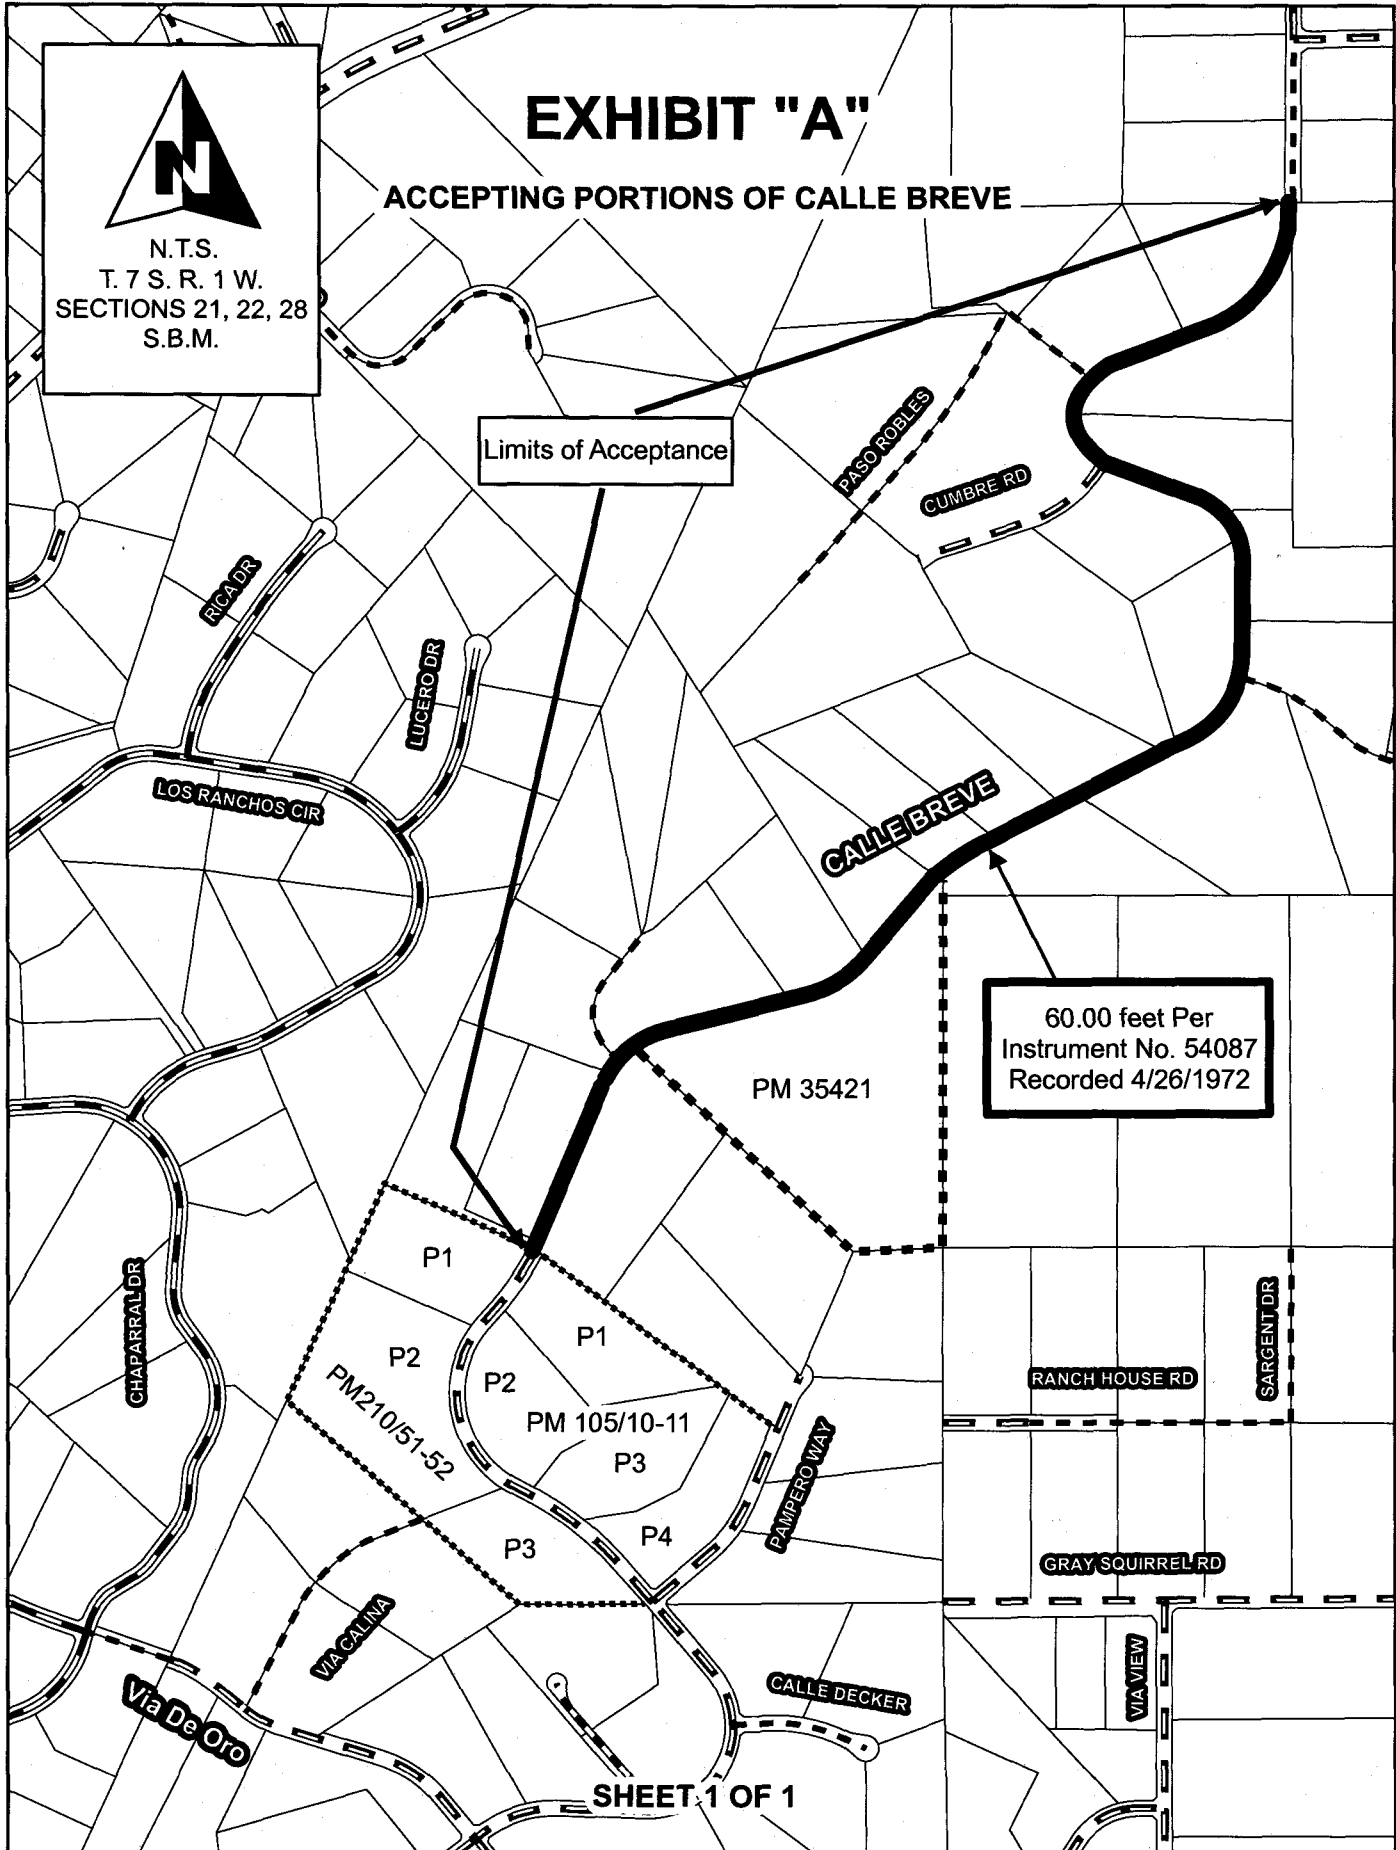 EXHIBIT "A"
ACCEPTING PORTIONS OF CALLE BREVE
N
N.T.S.
T. 7 S. R. 1 W.
SECTIONS 21, 22, 28
S.B.M.
Limits of Acceptance
PASO ROBLES
CUMBRE RD
RICA DR
LUCERO DR
LOS RANCHOS CIR
CALLE BREVE
60.00 feet Per
Instrument No. 54087
Recorded 4/26/1972
PM 35421
CHAPARRAL DR
P1
P2
PM210/51-52
P3
P1
P2
PM 105/10-11
P3
P4
PAMPERO WAY
RANCH HOUSE RD
SARGENT DR
GRAY SQUIRREL RD
VIA CALINA
Via De Oro
CALLE DECKER
VIA VIEW
SHEET 1 OF 1